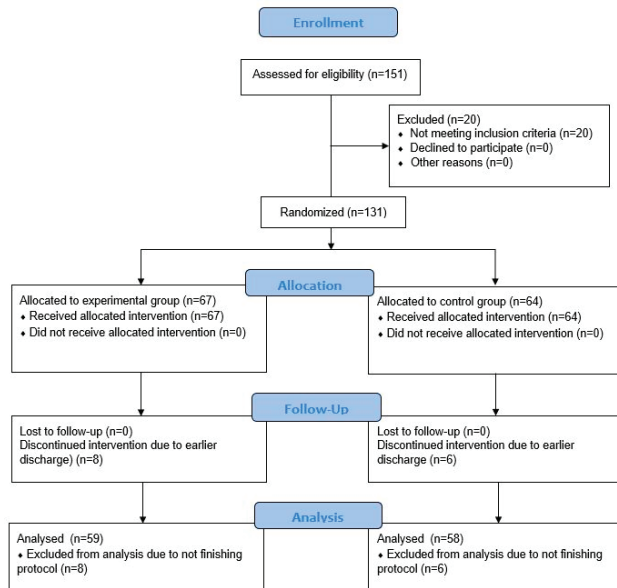 Enrollment
Assessed for eligibility (n=151)
Excluded (n=20)
♦ Not meeting inclusion criteria (n=20)
♦ Declined to participate (n=0)
♦ Other reasons (n=0)
Randomized (n=131)
Allocation
Allocated to experimental group (n=67)
♦ Received allocated intervention (n=67)
♦ Did not receive allocated intervention (n=0)
Allocated to control group (n=64)
♦ Received allocated intervention (n=64)
♦ Did not receive allocated intervention (n=0)
Follow-Up
Lost to follow-up (n=0)
Discontinued intervention due to earlier
discharge) (n=8)
Lost to follow-up (n=0)
Discontinued intervention due to earlier
discharge (n=6)
Analysis
Analysed (n=59)
♦ Excluded from analysis due to not finishing
protocol (n=8)
Analysed (n=58)
♦ Excluded from analysis due to not finishing
protocol (n=6)